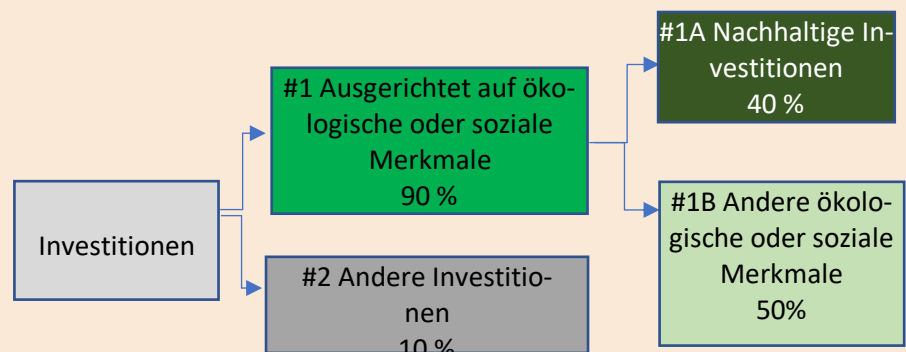 #1A Nachhaltige In-
vestitionen
40 %
#1 Ausgerichtet auf öko-
logische oder soziale
Merkmale
90 %
#1B Andere ökolo-
gische oder soziale
Merkmale
50%
Investitionen
#2 Andere Investitio-
nen
10 %